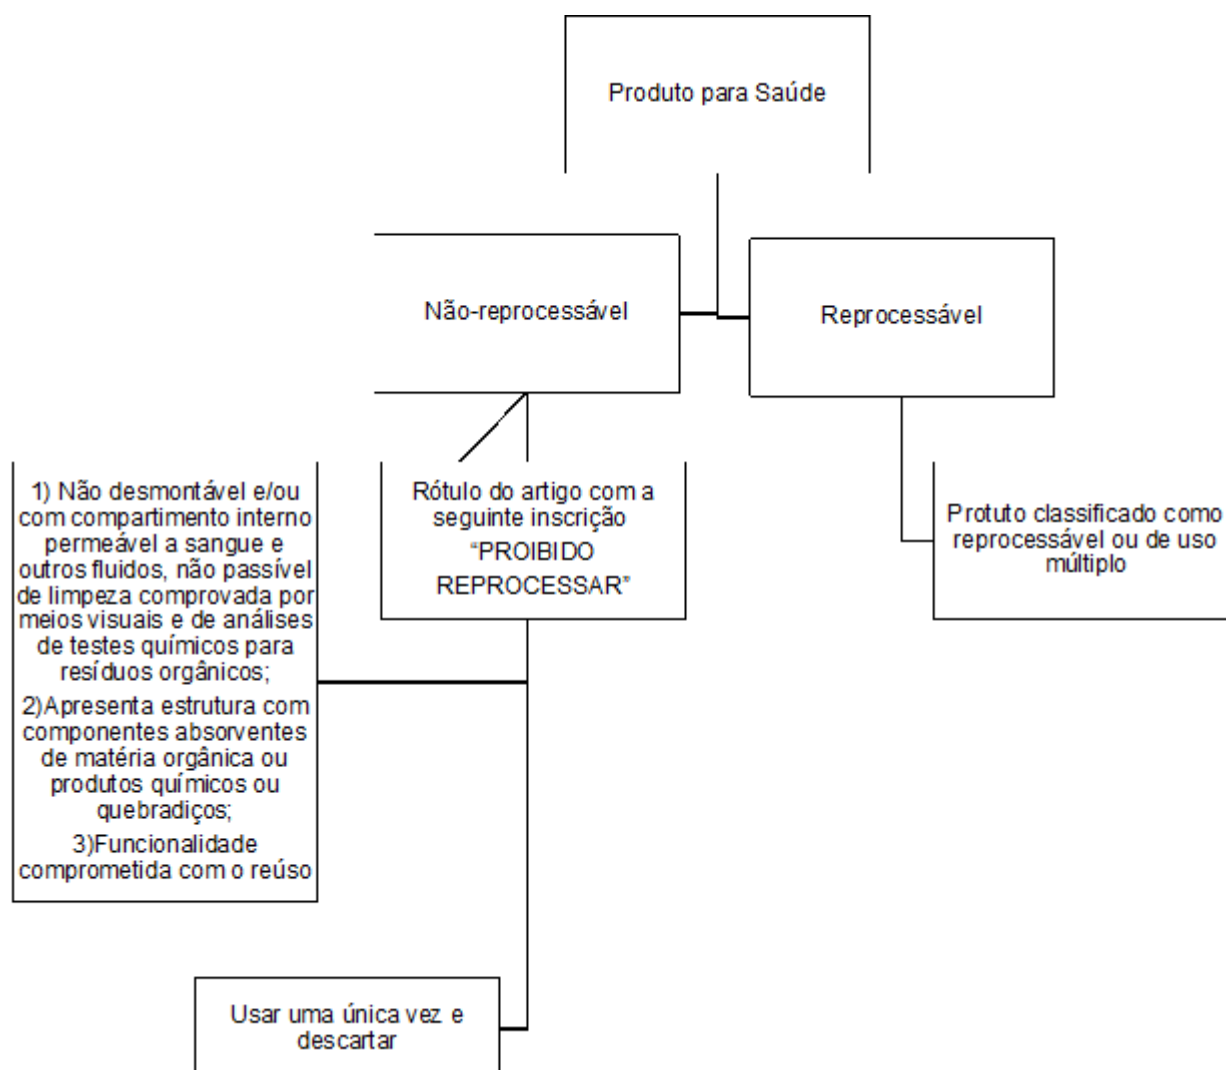 Produto para Saúde
Não-reprocessável
Reprocessável
1) Não desmontável e/ou
com compartimento interno
permeável a sangue e
outros fluidos, não passível
de limpeza comprovada por
meios visuais e de análises
de testes químicos para
resíduos orgânicos;
2)Apresenta estrutura com
componentes absorventes
de matéria orgânica ou
produtos químicos ou
quebradiços;
3)Funcionalidade
comprometida com o reúso
Rótulo do artigo com a
seguinte inscrição
“PROIBIDO
REPROCESSAR”
Protuto classificado como
reprocessável ou de uso
múltiplo
Usar uma única vez e
descartar